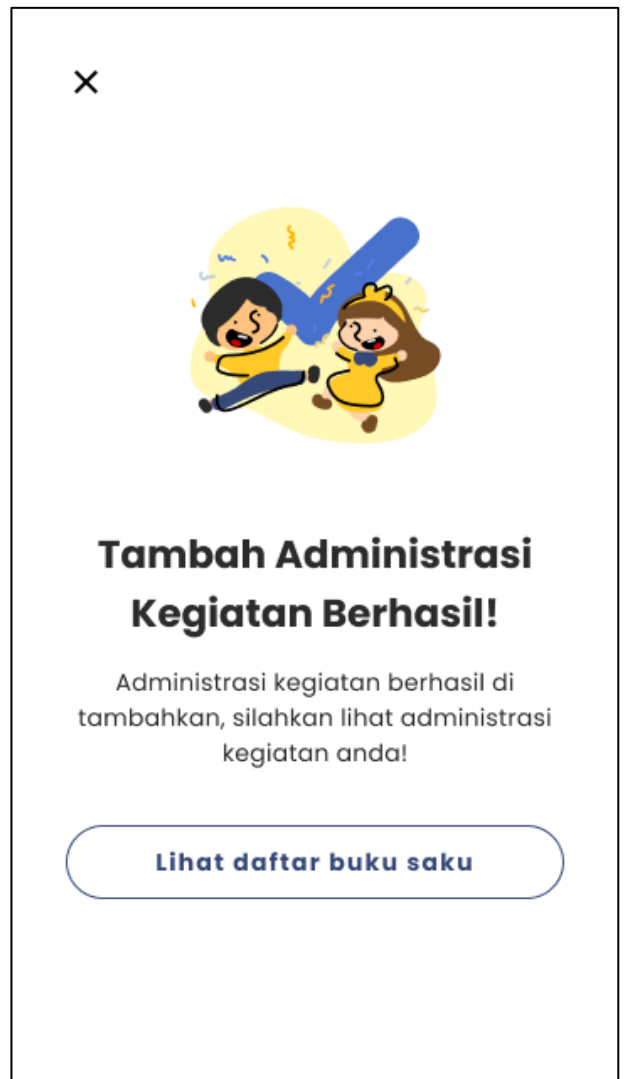 Tambah Administrasi
Kegiatan Berhasil!
Administrasi kegiatan berhasil di
tambahkan, silahkan lihat administrasi
kegiatan anda!
Lihat daftar buku saku